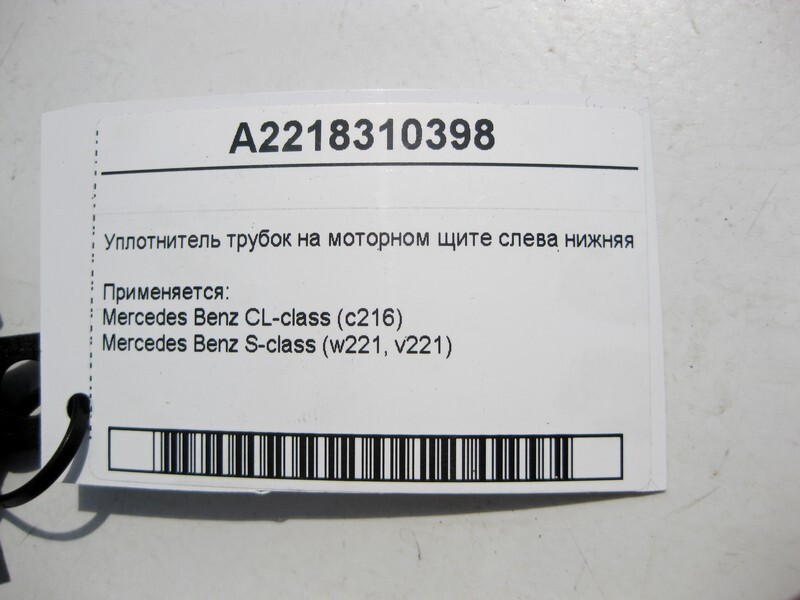 A2218310398
Уплотнитель трубок на моторном щите слева нижняя
Применяется:
Mercedes Benz CL-class (c216)
Mercedes Benz S-class (w221, v221)